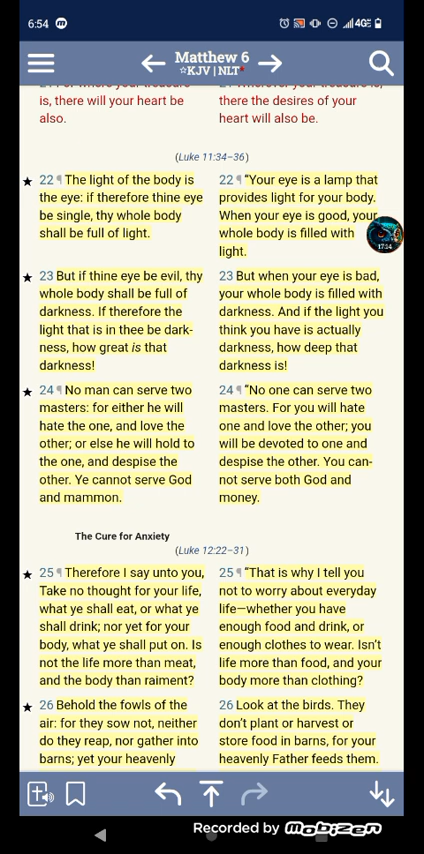 6:54
4GE
Matthew 6
☆KJV | NLT*
is, there will your heart be
also.
there the desires of your
heart will also be.
(Luke 11:34–36)
★ 22 ¶ The light of the body is
the eye: if therefore thine eye
be single, thy whole body
shall be full of light.
22 ¶ “Your eye is a lamp that
provides light for your body.
When your eye is good, your
whole body is filled with
light.
17:24
★ 23 But if thine eye be evil, thy
whole body shall be full of
darkness. If therefore the
light that is in thee be dark-
ness, how great is that
darkness!
23 But when your eye is bad,
your whole body is filled with
darkness. And if the light you
think you have is actually
darkness, how deep that
darkness is!
★ 24 ¶ No man can serve two
masters: for either he will
hate the one, and love the
other; or else he will hold to
the one, and despise the
other. Ye cannot serve God
and mammon.
24 ¶ “No one can serve two
masters. For you will hate
one and love the other; you
will be devoted to one and
despise the other. You can-
not serve both God and
money.
The Cure for Anxiety
(Luke 12:22–31)
★ 25 ¶ Therefore I say unto you,
Take no thought for your life,
what ye shall eat, or what ye
shall drink; nor yet for your
body, what ye shall put on. Is
not the life more than meat,
and the body than raiment?
25 ¶ “That is why I tell you
not to worry about everyday
life—whether you have
enough food and drink, or
enough clothes to wear. Isn’t
life more than food, and your
body more than clothing?
★ 26 Behold the fowls of the
air: for they sow not, neither
do they reap, nor gather into
barns; yet your heavenly
26 Look at the birds. They
don’t plant or harvest or
store food in barns, for your
heavenly Father feeds them.
Recorded by Mobizen